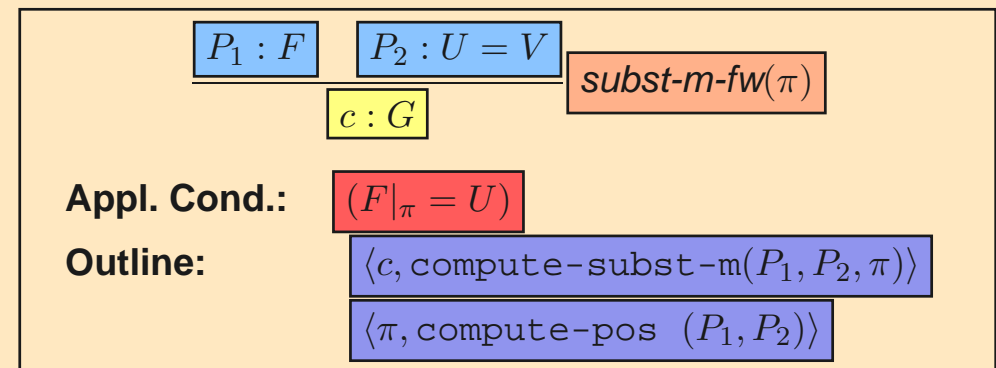 P₁ : F P₂ : U = V subst-m-fw(π)
c : G
Appl. Cond.: (F|π = U)
Outline: ⟨c, compute-subst-m(P₁, P₂, π)⟩
⟨π, compute-pos (P₁, P₂)⟩